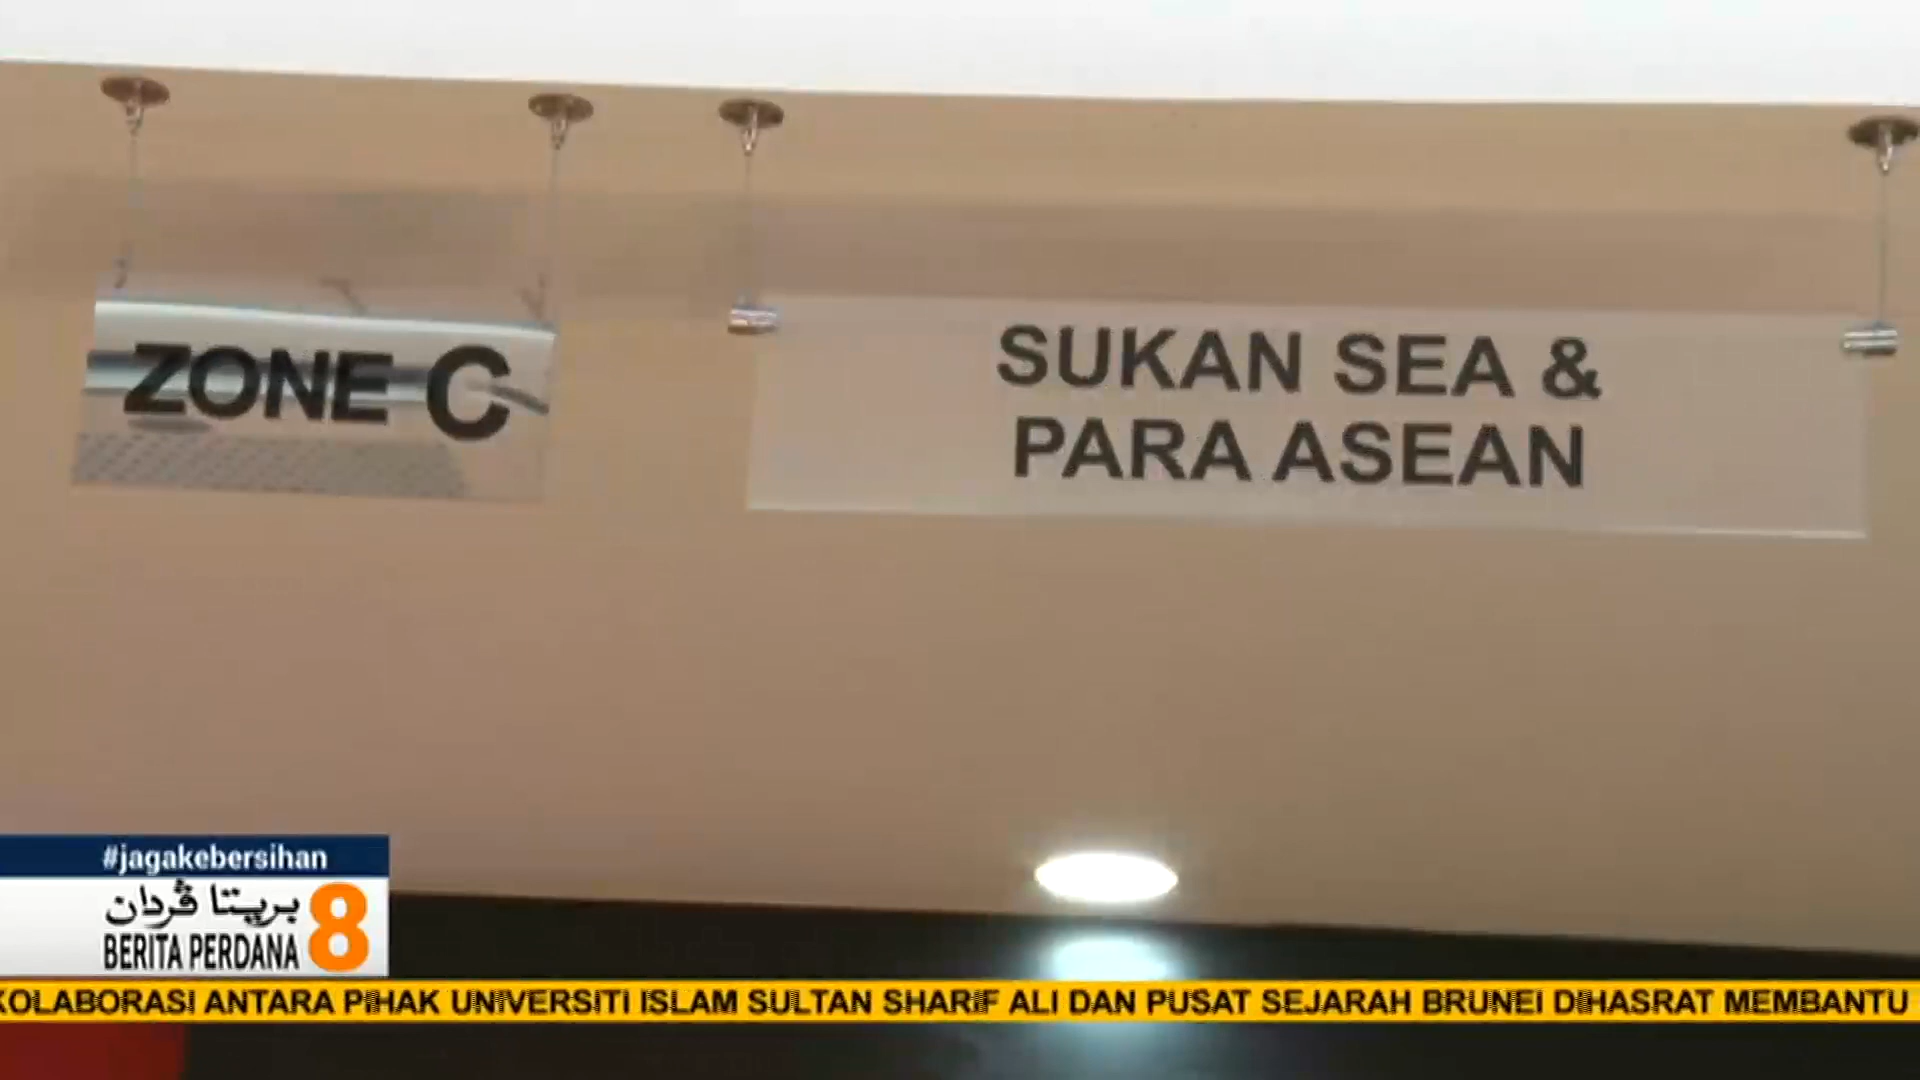 ZONE C
SUKAN SEA &
PARA ASEAN
#jagakebersihan
بريتا ڤردان
BERITA PERDANA
8
KOLABORASI ANTARA PIHAK UNIVERSITI ISLAM SULTAN SHARIF ALI DAN PUSAT SEJARAH BRUNEI DIHASRAT MEMBANTU